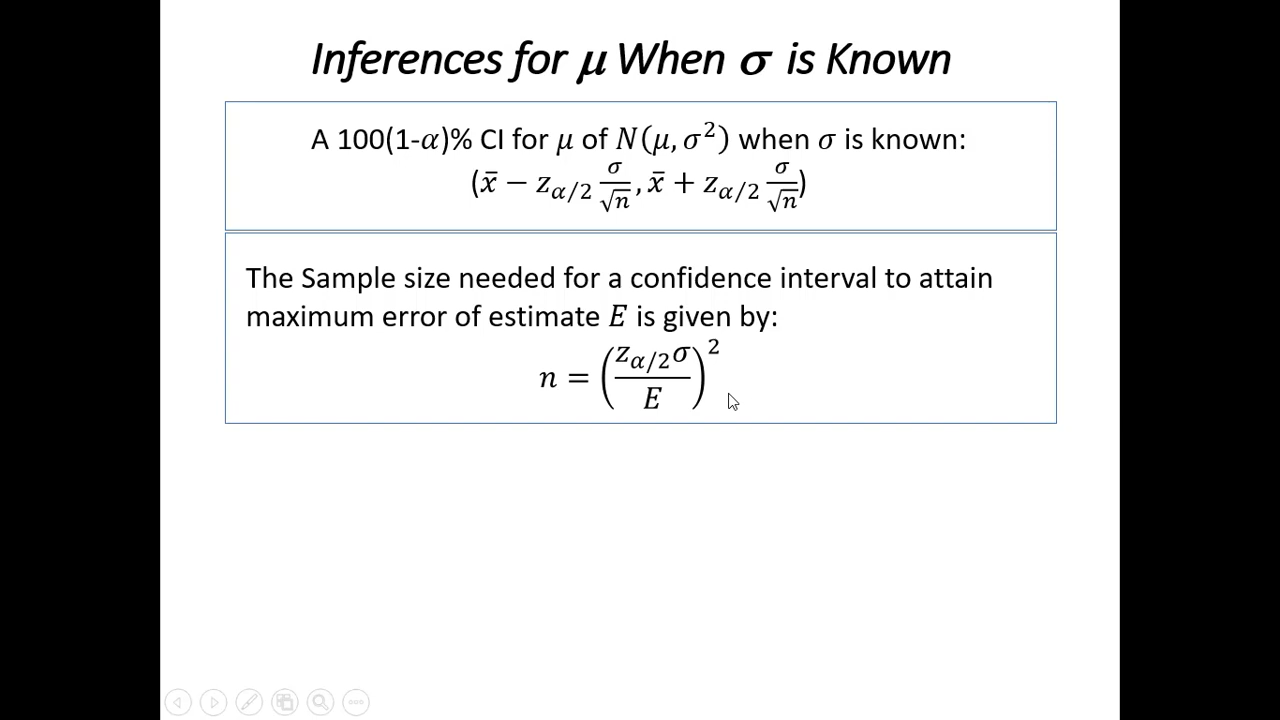 Inferences for μ When σ is Known
A 100(1-α)% CI for μ of N(μ, σ²) when σ is known:
(x̄ − z_{α/2} σ/√n, x̄ + z_{α/2} σ/√n)
The Sample size needed for a confidence interval to attain
maximum error of estimate E is given by:
n = (z_{α/2}σ/E)²